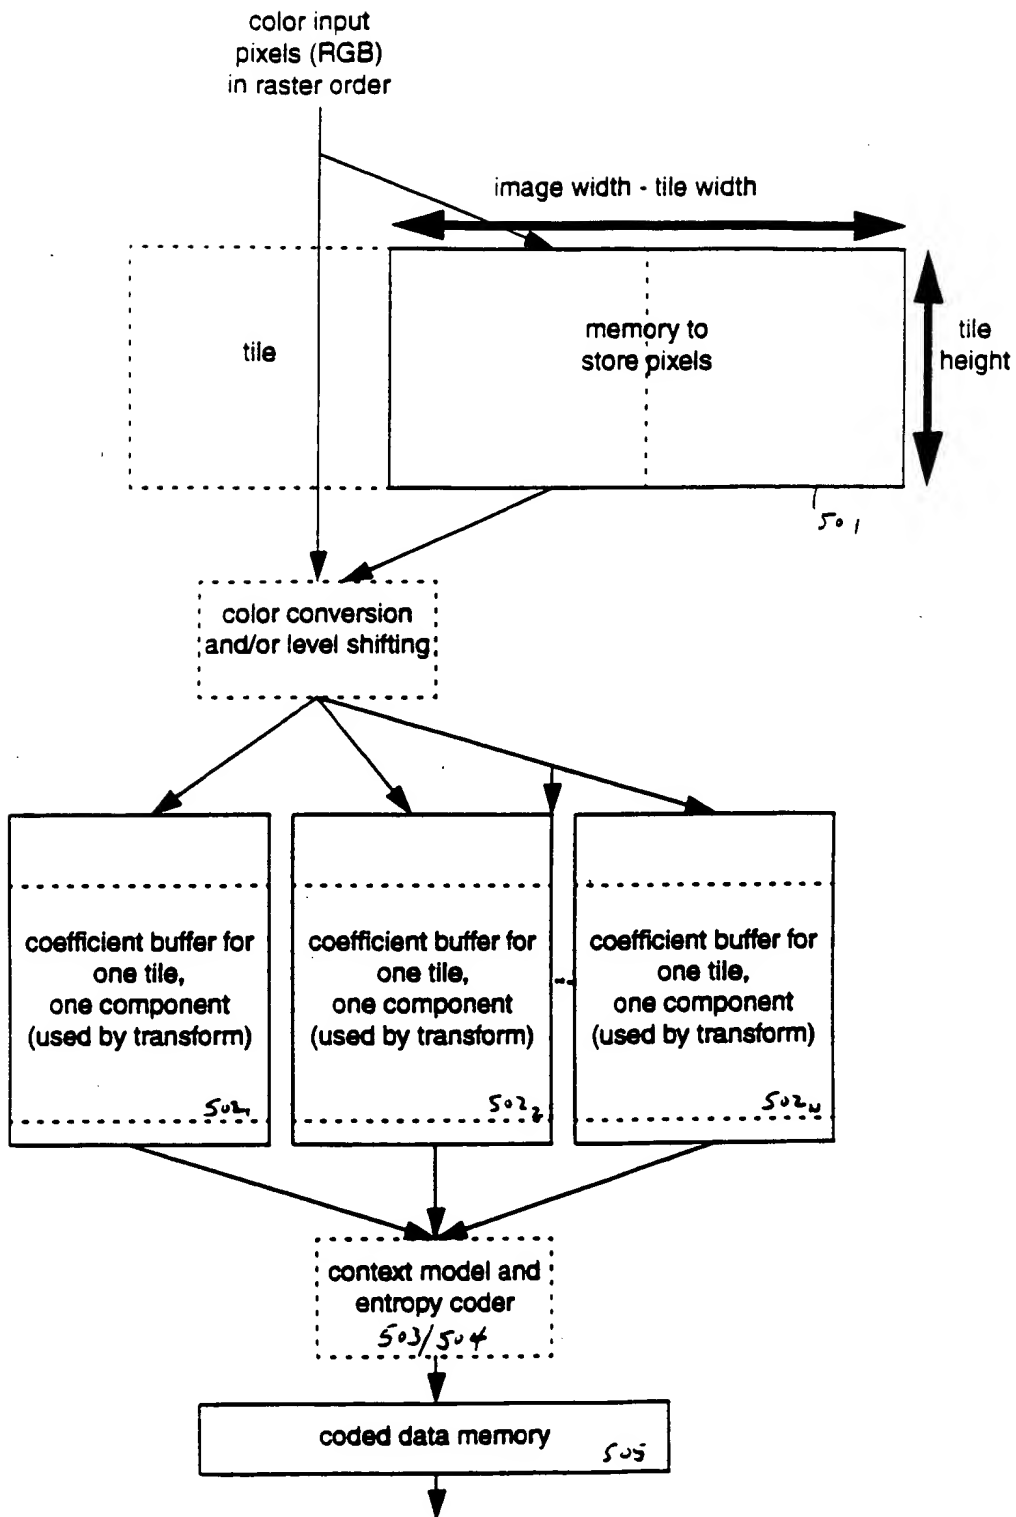 color input
pixels (RGB)
in raster order
image width - tile width
tile
memory to
store pixels
tile
height
501
color conversion
and/or level shifting
coefficient buffer for
one tile,
one component
(used by transform)
502₁
coefficient buffer for
one tile,
one component
(used by transform)
502₂
coefficient buffer for
one tile,
one component
(used by transform)
502ₙ
context model and
entropy coder
503/504
coded data memory
505